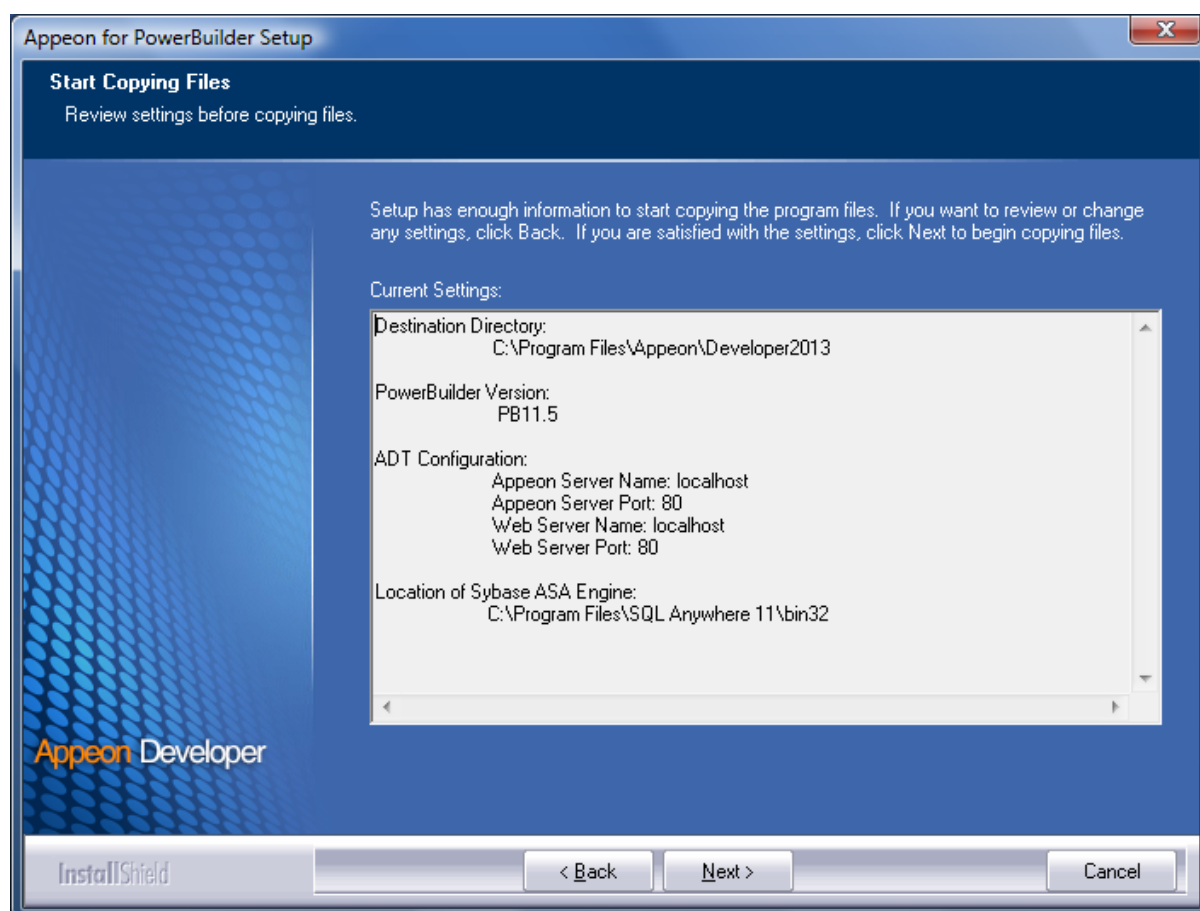 Appeon for PowerBuilder Setup
Start Copying Files
Review settings before copying files.
Setup has enough information to start copying the program files. If you want to review or change
any settings, click Back. If you are satisfied with the settings, click Next to begin copying files.
Current Settings:
Destination Directory:
C:\Program Files\Appeon\Developer2013
PowerBuilder Version:
PB11.5
ADT Configuration:
Appeon Server Name: localhost
Appeon Server Port: 80
Web Server Name: localhost
Web Server Port: 80
Location of Sybase ASA Engine:
C:\Program Files\SQL Anywhere 11\bin32
Appeon Developer
InstallShield
< Back
Next >
Cancel